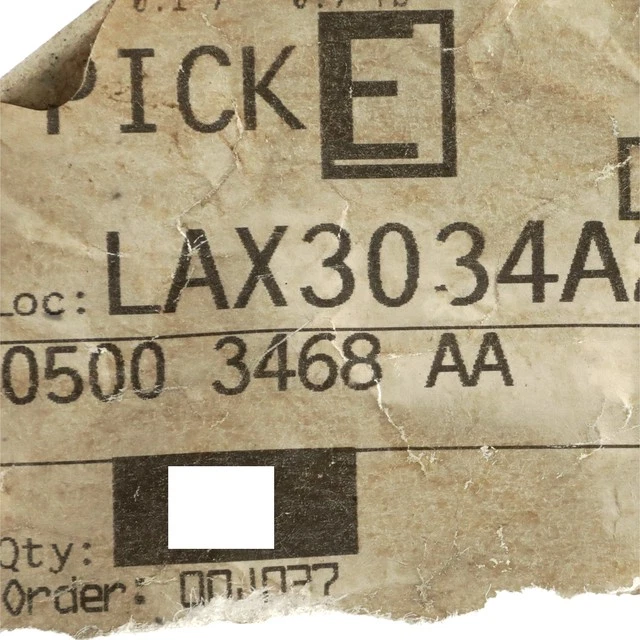 PICK E
Loc: LAX3034A
0500 3468 AA
Qty:
Order: